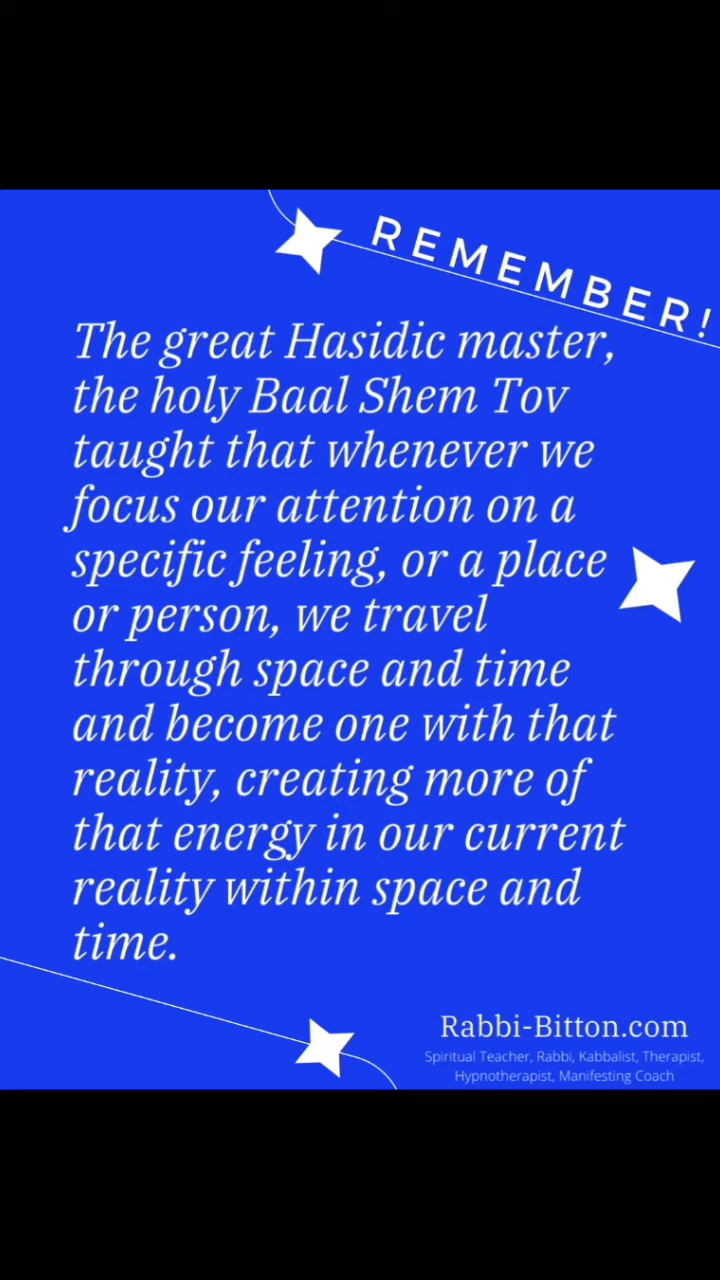 REMEMBER!
The great Hasidic master,
the holy Baal Shem Tov
taught that whenever we
focus our attention on a
specific feeling, or a place
or person, we travel
through space and time
and become one with that
reality, creating more of
that energy in our current
reality within space and
time.
Rabbi-Bitton.com
Spiritual Teacher, Rabbi, Kabbalist, Therapist,
Hypnotherapist, Manifesting Coach